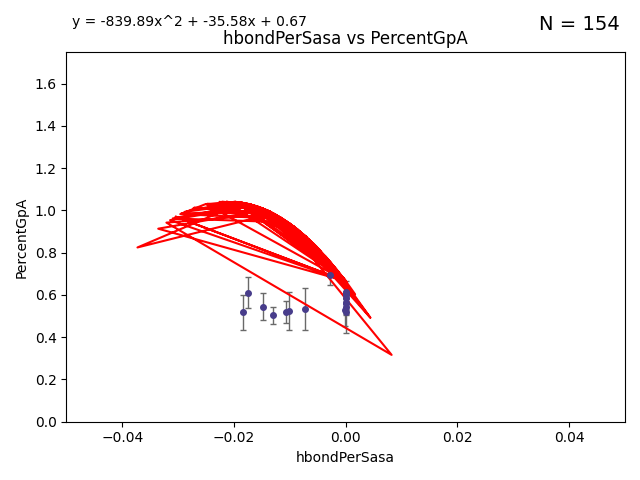 y = -839.89x^2 + -35.58x + 0.67
N = 154
hbondPerSasa vs PercentGpA
1.6
1.4
1.2
1.0
0.8
0.6
0.4
0.2
0.0
PercentGpA
−0.04 −0.02 0.00 0.02 0.04
hbondPerSasa